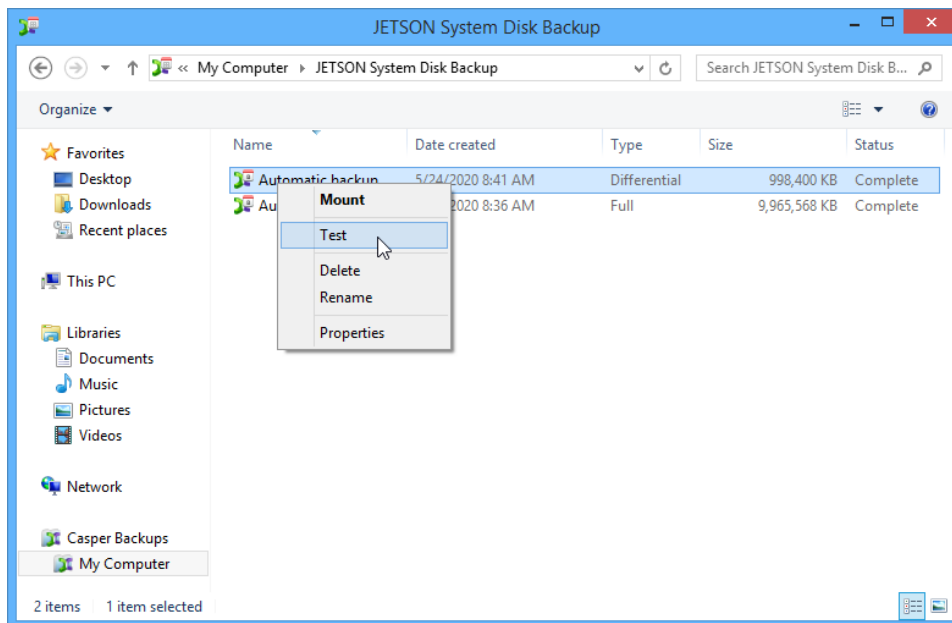 JETSON System Disk Backup
« My Computer JETSON System Disk Backup
Search JETSON System Disk B...
Organize
Name Date created Type Size Status
Automatic backup 5/24/2020 8:41 AM Differential 998,400 KB Complete
Au 2020 8:36 AM Full 9,965,568 KB Complete
Mount
Test
Delete
Rename
Properties
Favorites
Desktop
Downloads
Recent places
This PC
Libraries
Documents
Music
Pictures
Videos
Network
Casper Backups
My Computer
2 items 1 item selected